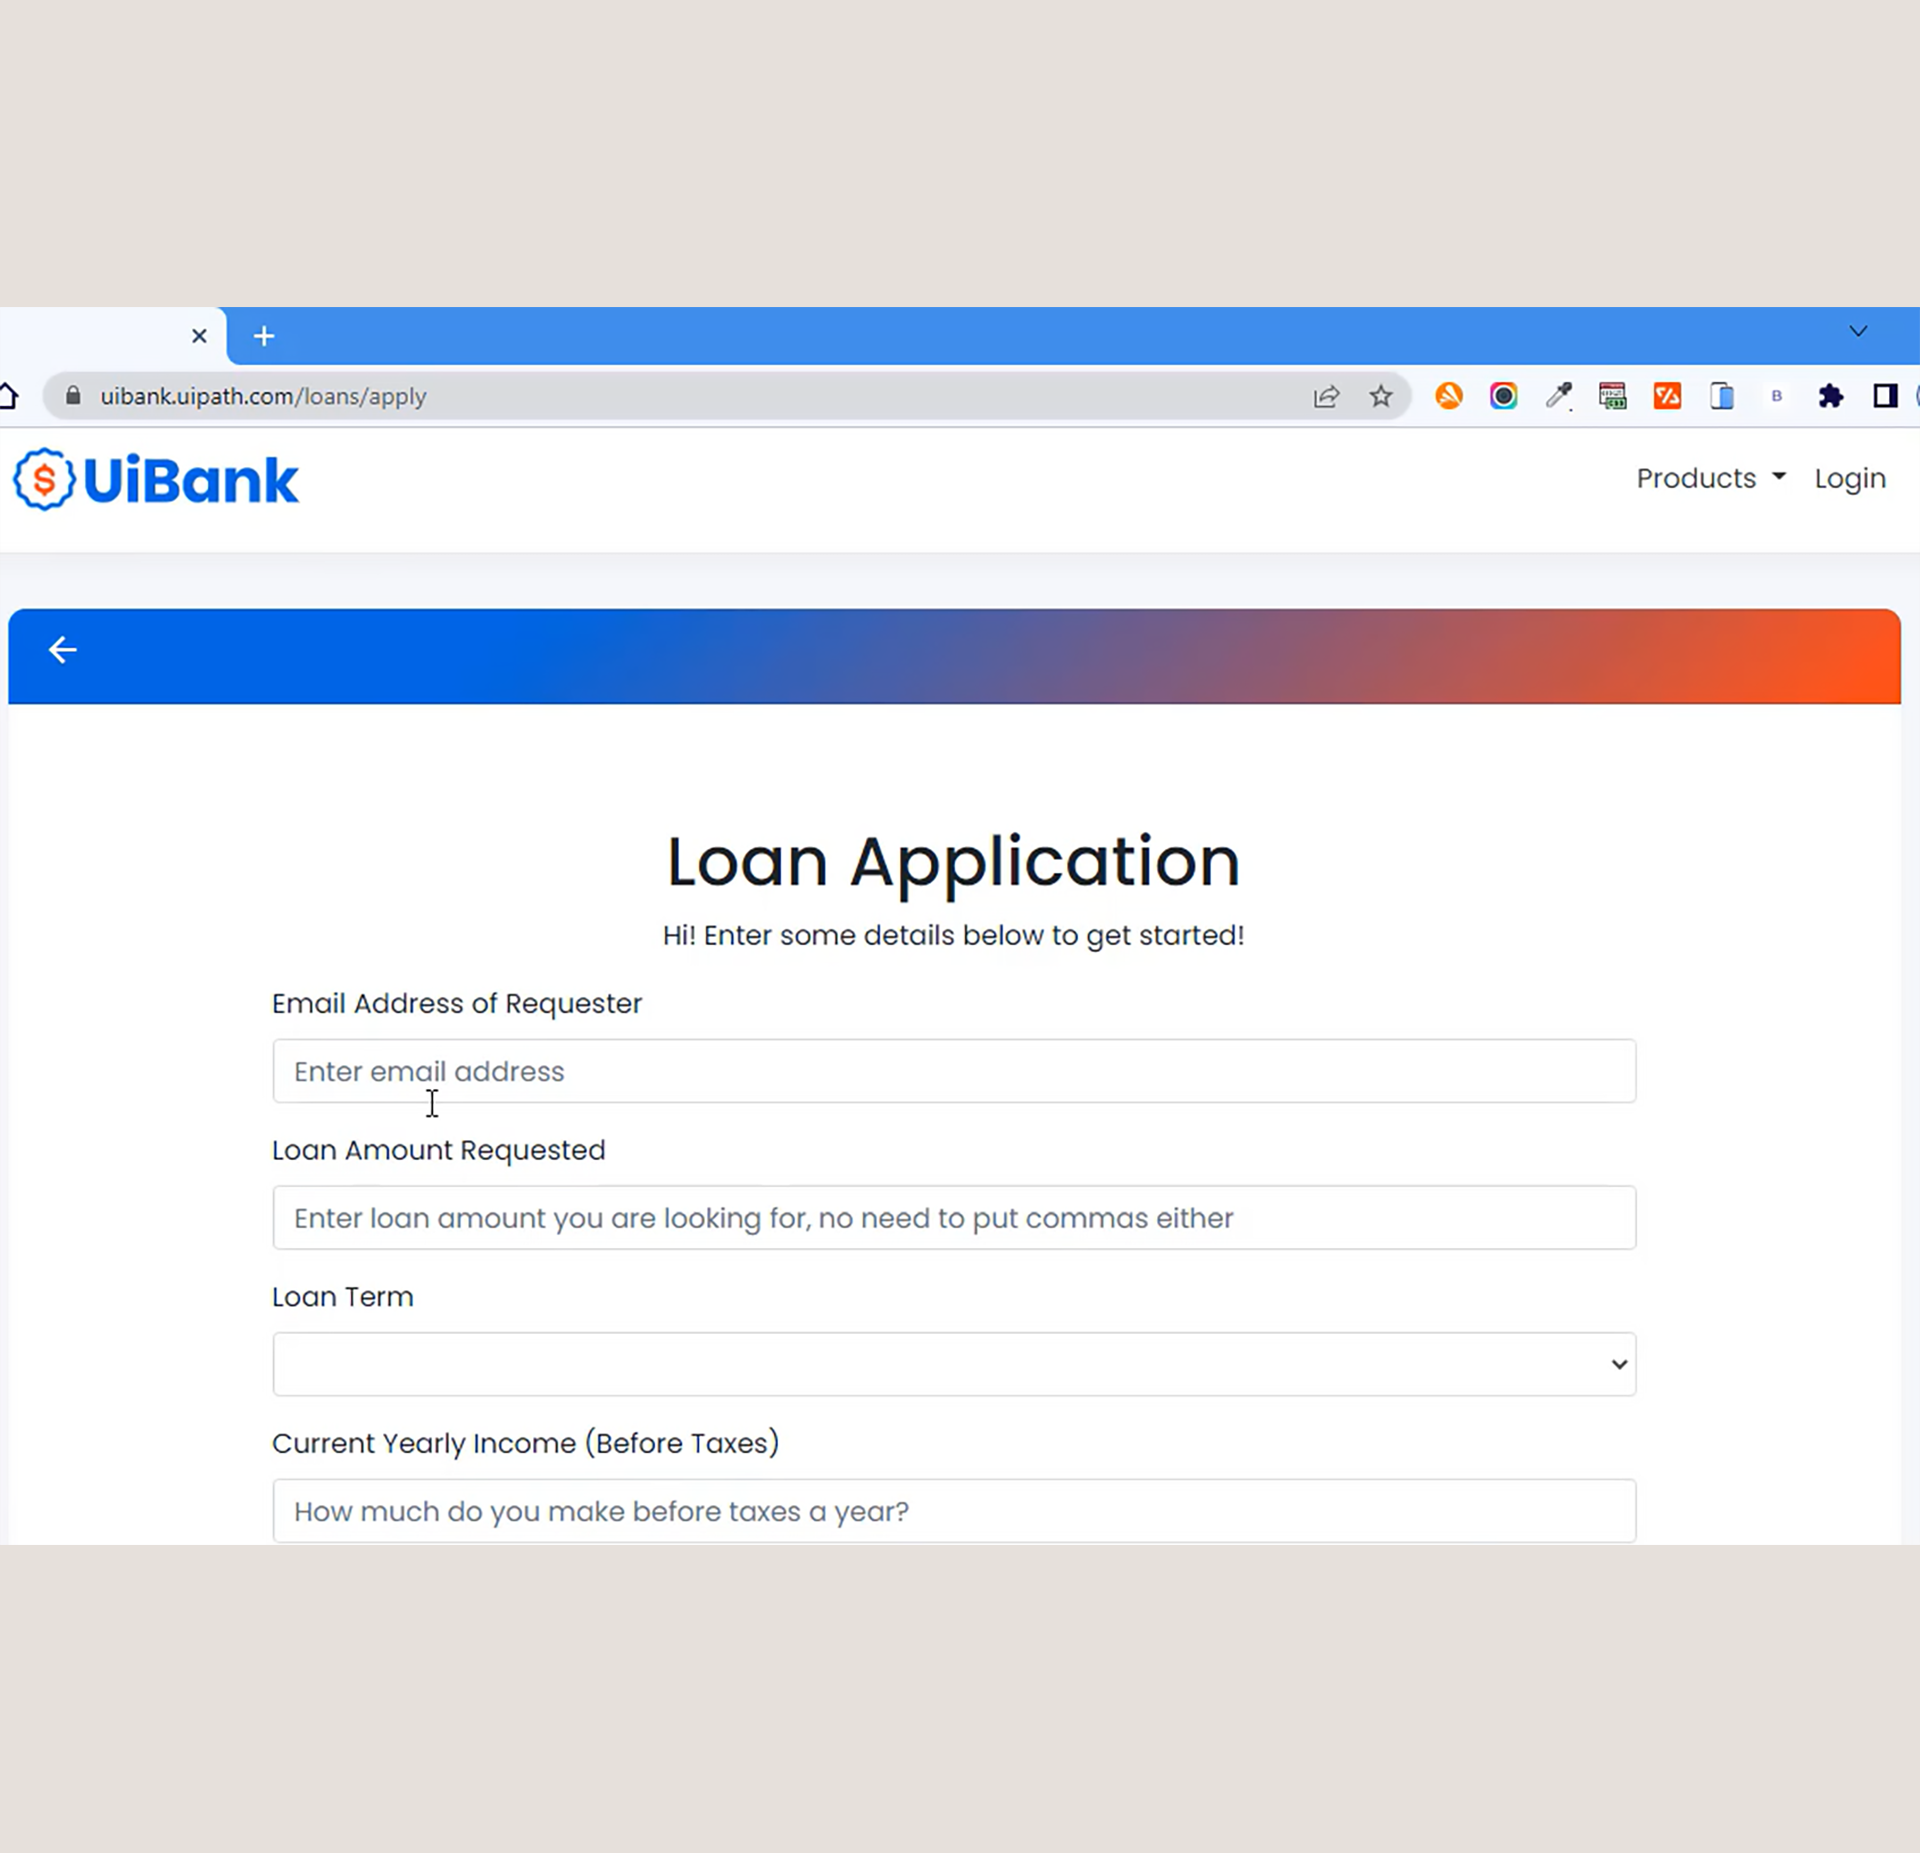 uibank.uipath.com/loans/apply
UiBank
Products Login
Loan Application
Hi! Enter some details below to get started!
Email Address of Requester
Enter email address
Loan Amount Requested
Enter loan amount you are looking for, no need to put commas either
Loan Term
Current Yearly Income (Before Taxes)
How much do you make before taxes a year?